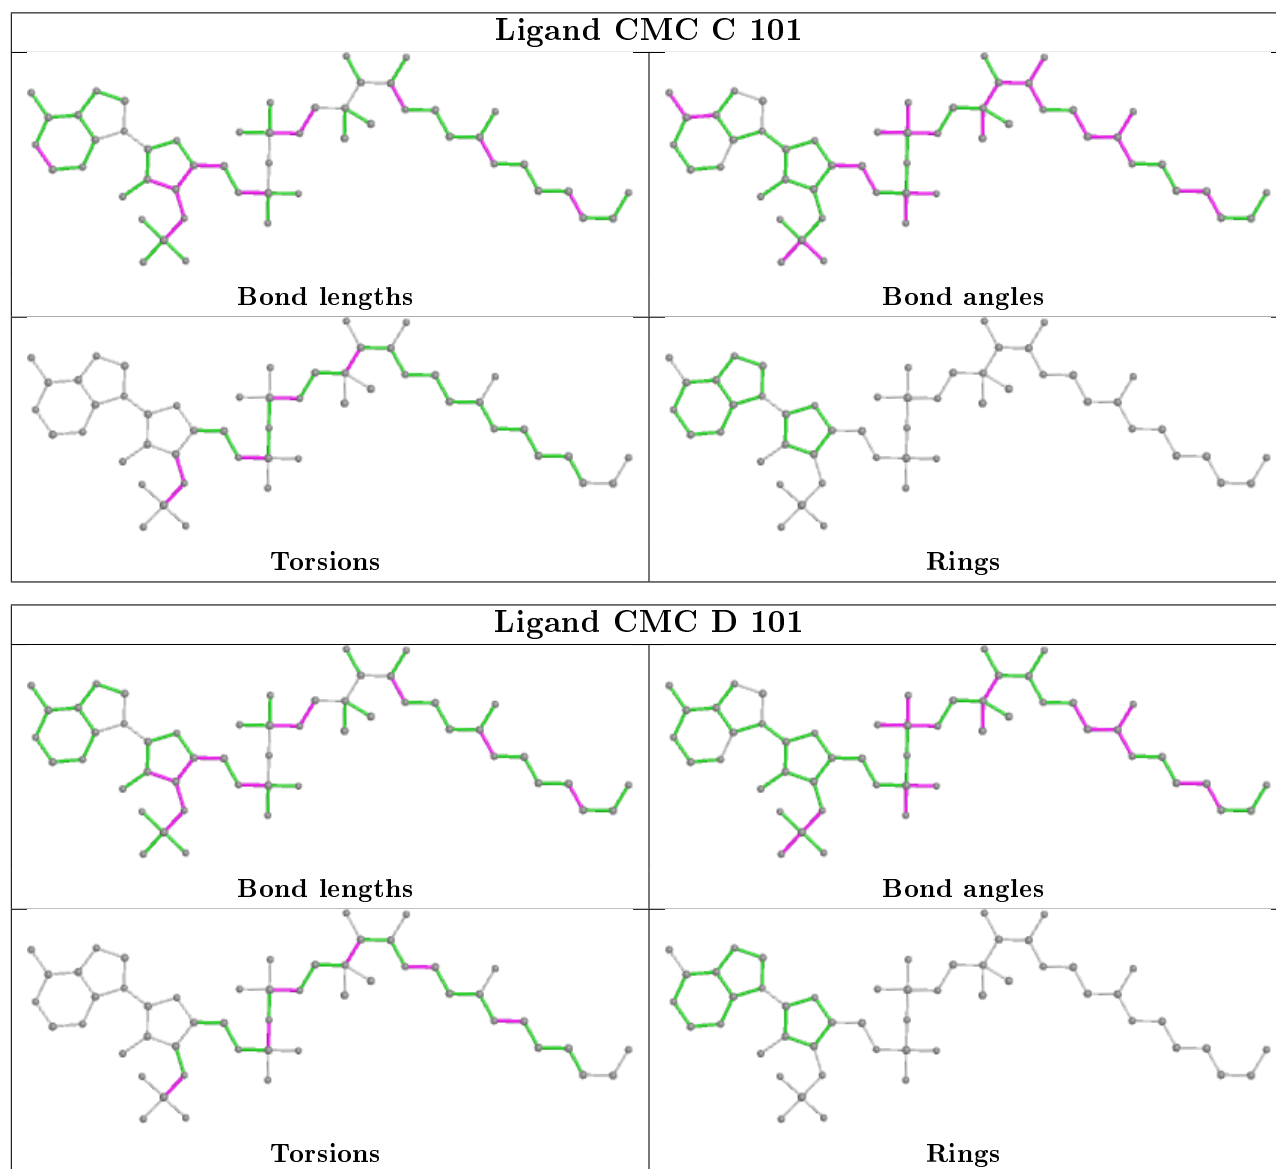 Ligand CMC C 101
Bond lengths
Bond angles
Torsions
Rings
Ligand CMC D 101
Bond lengths
Bond angles
Torsions
Rings